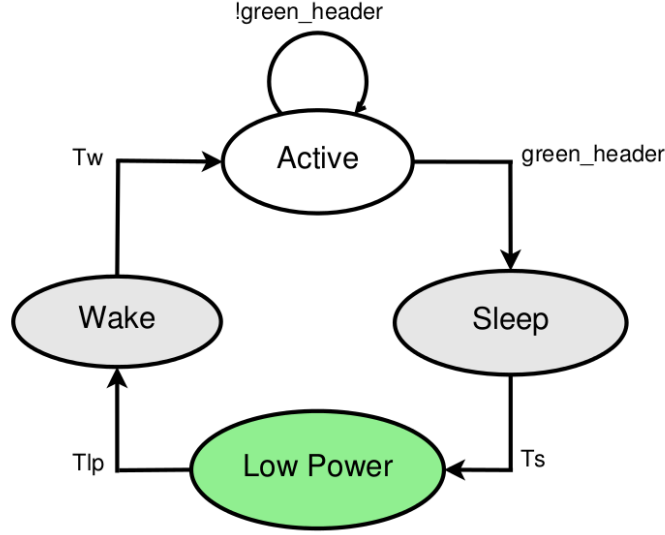 !green_header
Active
Tw
green_header
Wake
Sleep
Low Power
Tlp
Ts